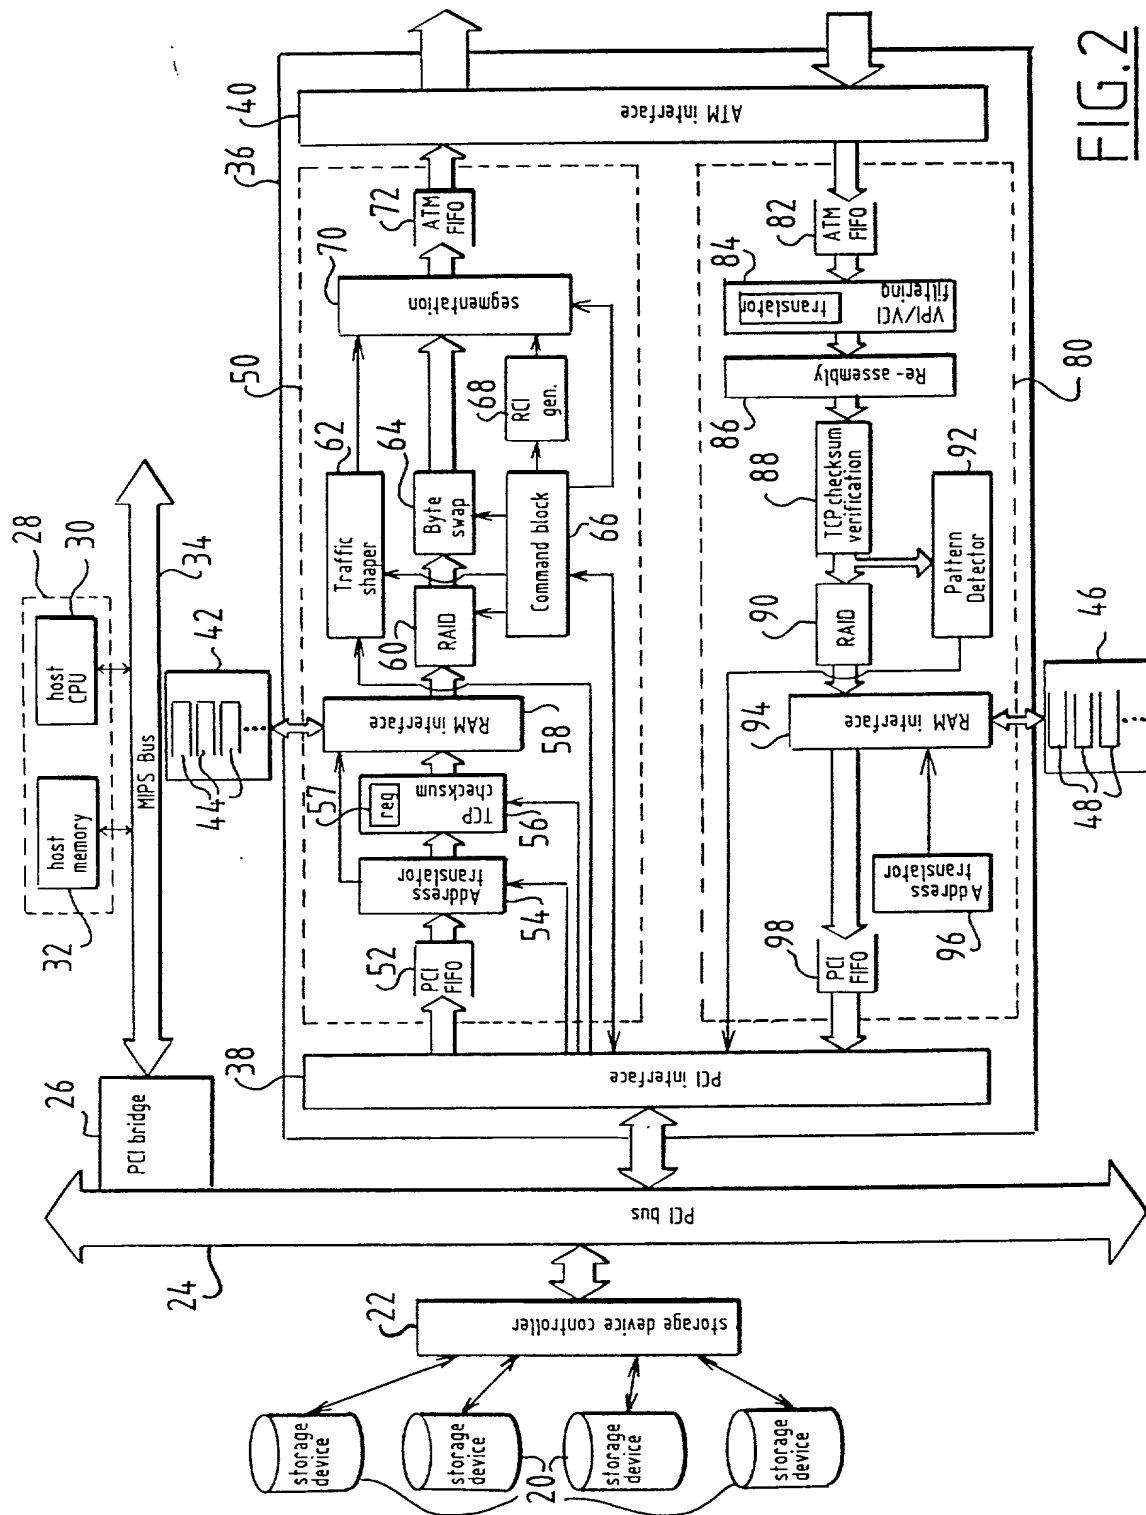 FIG.2
28
30
host
CPU
host
memory
32
34
MIPS Bus
26
PCI bridge
24
PCI bus
22
storage device controller
storage
device
storage
device
storage
device
storage
device
20
36
38
PCI interface
40
ATM interface
42
44
46
48
50
52
PCI
FIFO
54
Address
translator
56
57
TCP
checksum
reg
58
RAM interface
60
RAID
62
Traffic
shaper
64
Byte
swap
66
Command block
68
RCI
gen.
70
segmentation
72
ATM
FIFO
80
82
ATM
FIFO
84
VPI/VCI
filtering
translator
86
Re-assembly
88
TCP checksum
verification
90
RAID
92
Pattern
Detector
94
RAM interface
96
Address
translator
98
PCI
FIFO